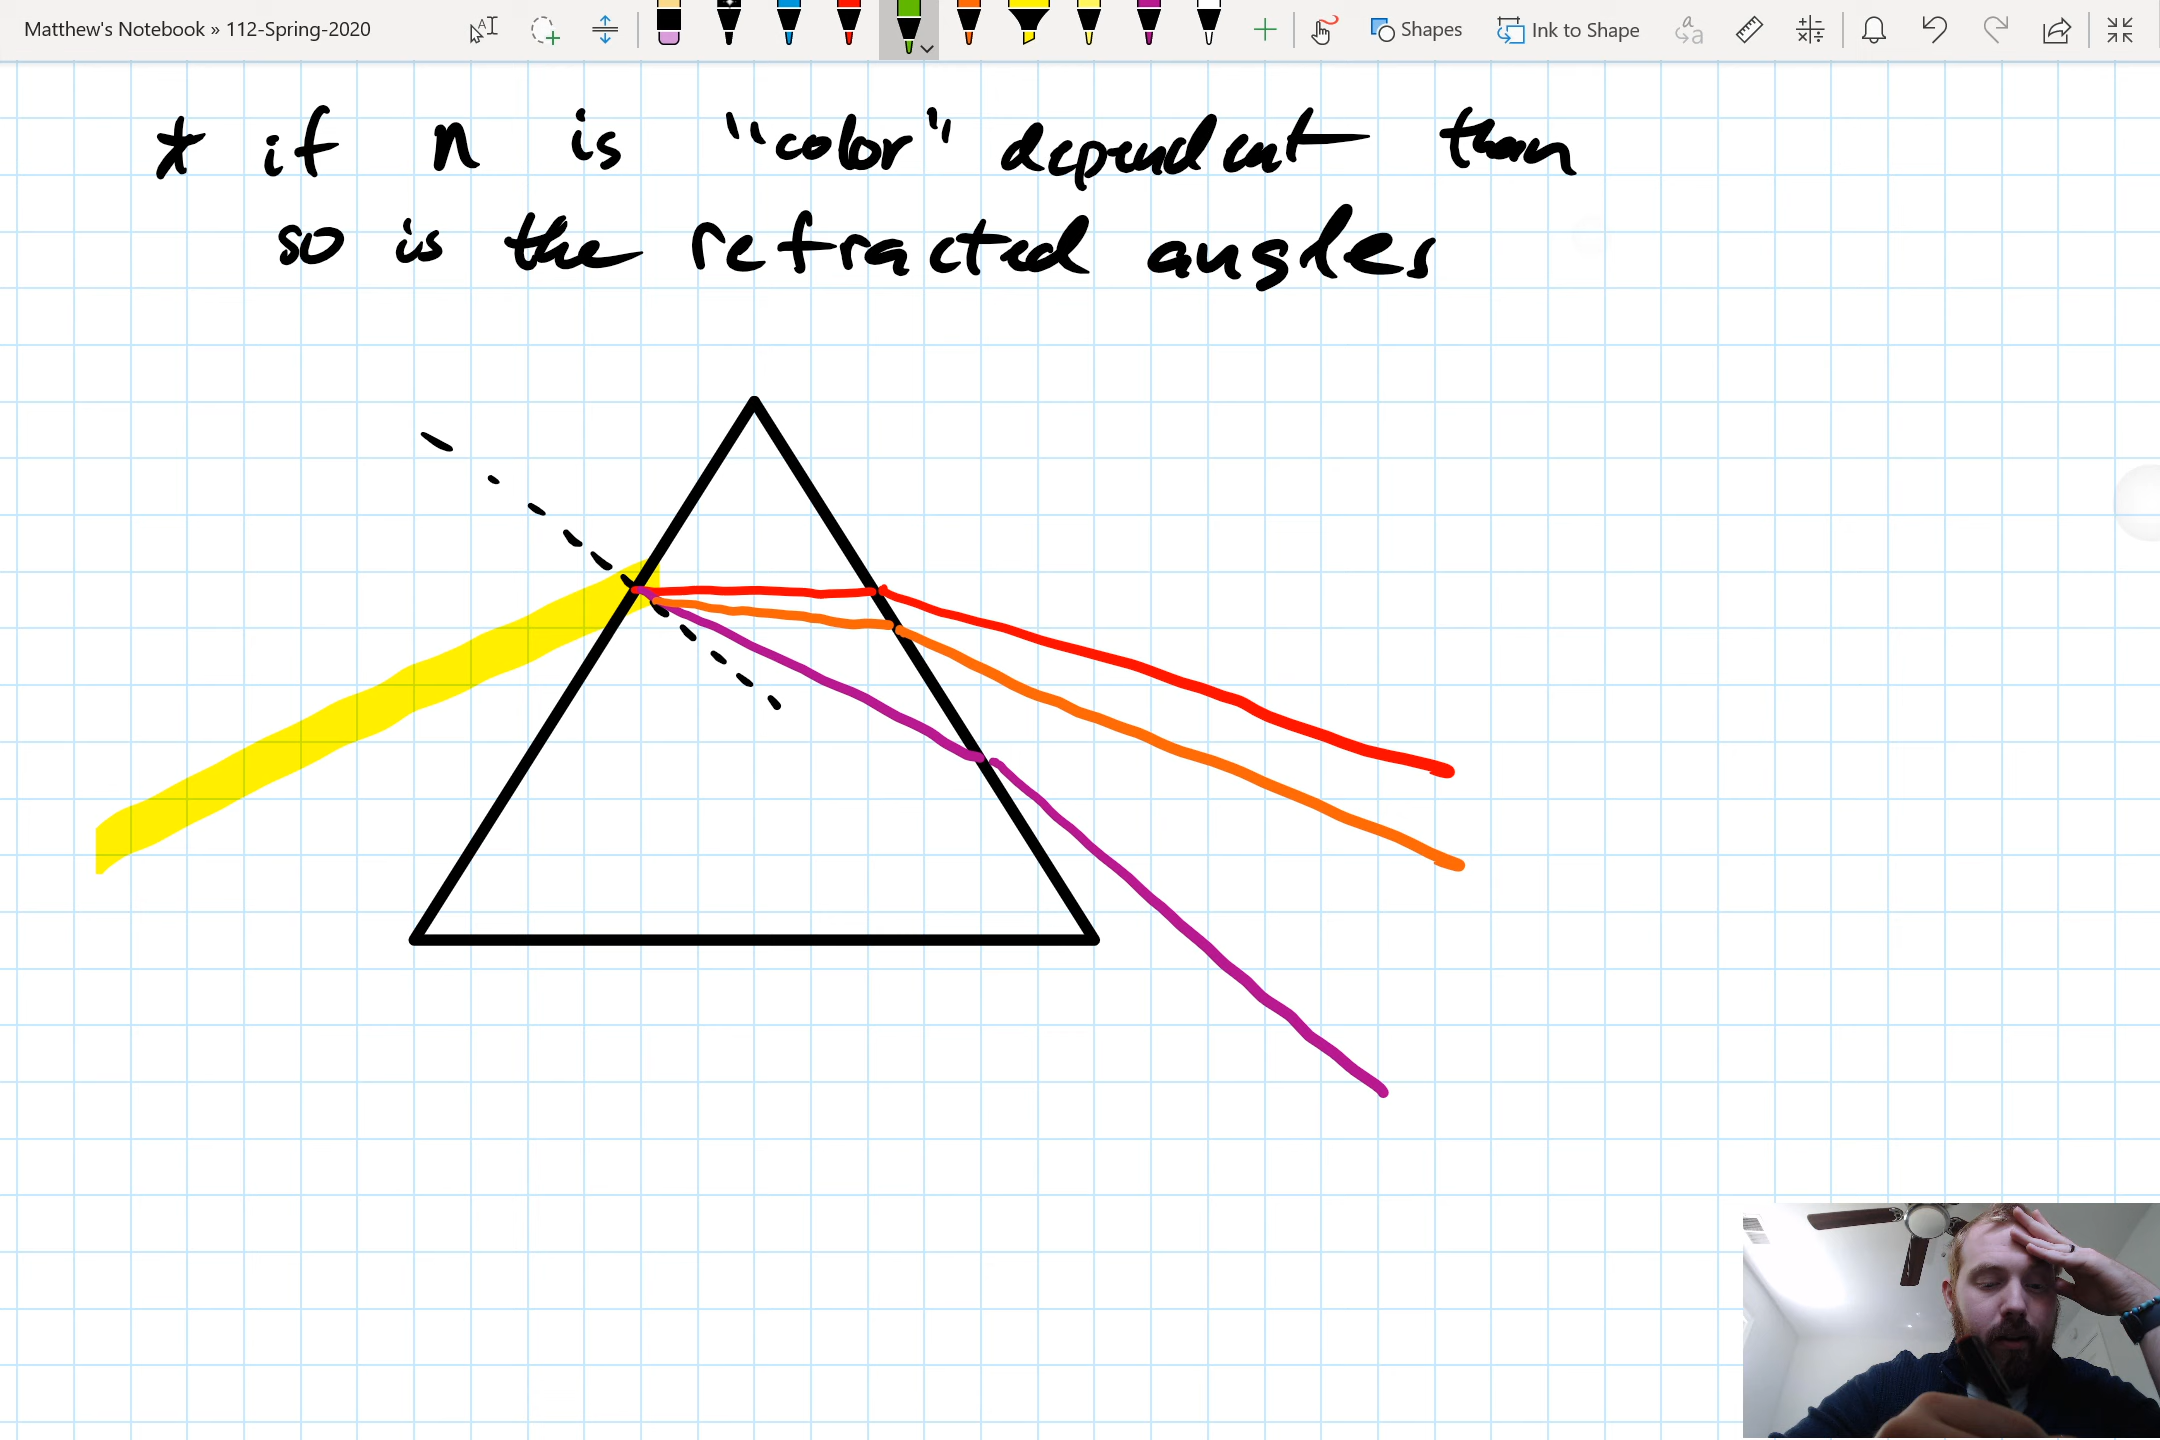 Matthew's Notebook » 112-Spring-2020
Shapes
Ink to Shape
* if n is "color" dependent than
so is the refracted angles